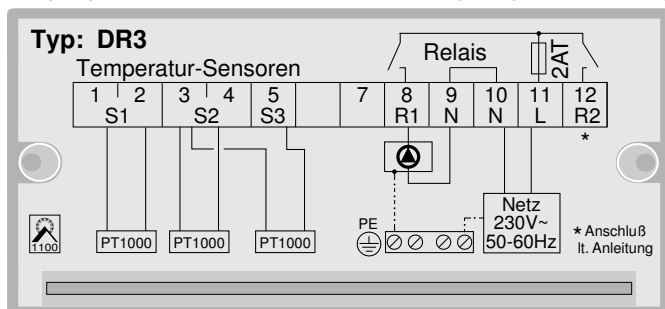 Typ: DR3
Temperatur-Sensoren
Relais
2AT
1 2 3 4 5 7 8 9 10 11 12
S1 S2 S3 R1 N N L R2
*
PE
Netz
230V~
50-60Hz
1100
PT1000 PT1000 PT1000
* Anschluß
lt. Anleitung